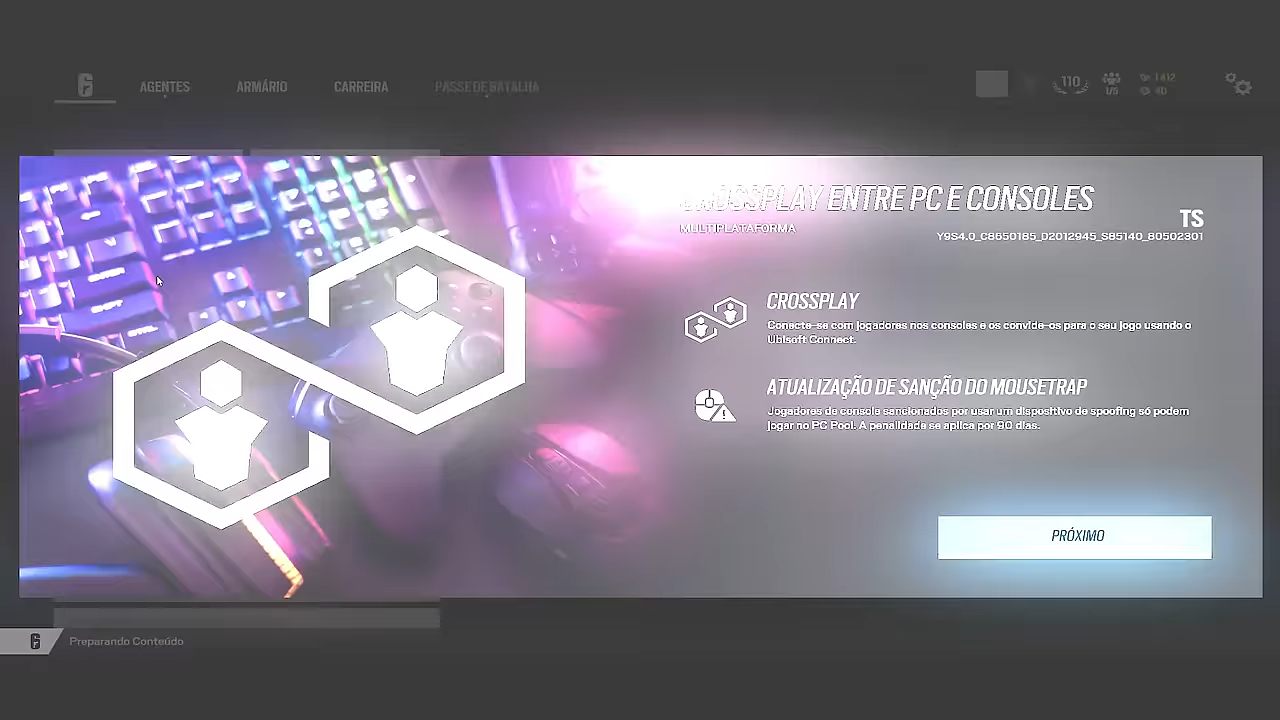 AGENTES ARMÁRIO CARREIRA PASSE DE BATALHA
110
1/5
1412
40
CROSSPLAY ENTRE PC E CONSOLES
MULTIPLATAFORMA
TS
Y9S4.0_C8650185_D2012945_S85140_B0502301
CROSSPLAY
Conecte-se com jogadores nos consoles e os convide-os para o seu jogo usando o
Ubisoft Connect.
ATUALIZAÇÃO DE SANÇÃO DO MOUSETRAP
Jogadores de console sancionados por usar um dispositivo de spoofing só podem
jogar no PC Pool. A penalidade se aplica por 90 dias.
PRÓXIMO
Preparando Conteúdo